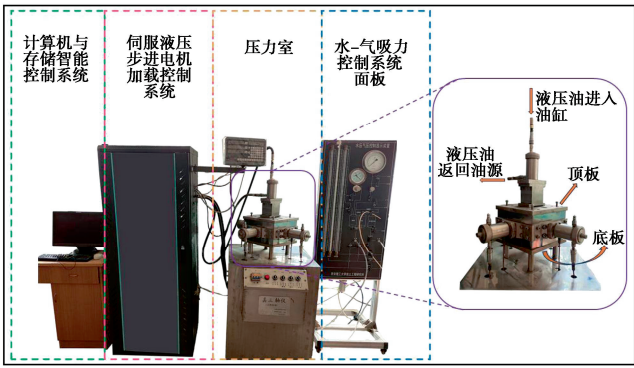 计算机与
存储智能
控制系统
伺服液压
步进电机
加载控制
系统
压力室
水-气吸力
控制系统
面板
液压油进入
油缸
液压油
返回油源
顶板
底板